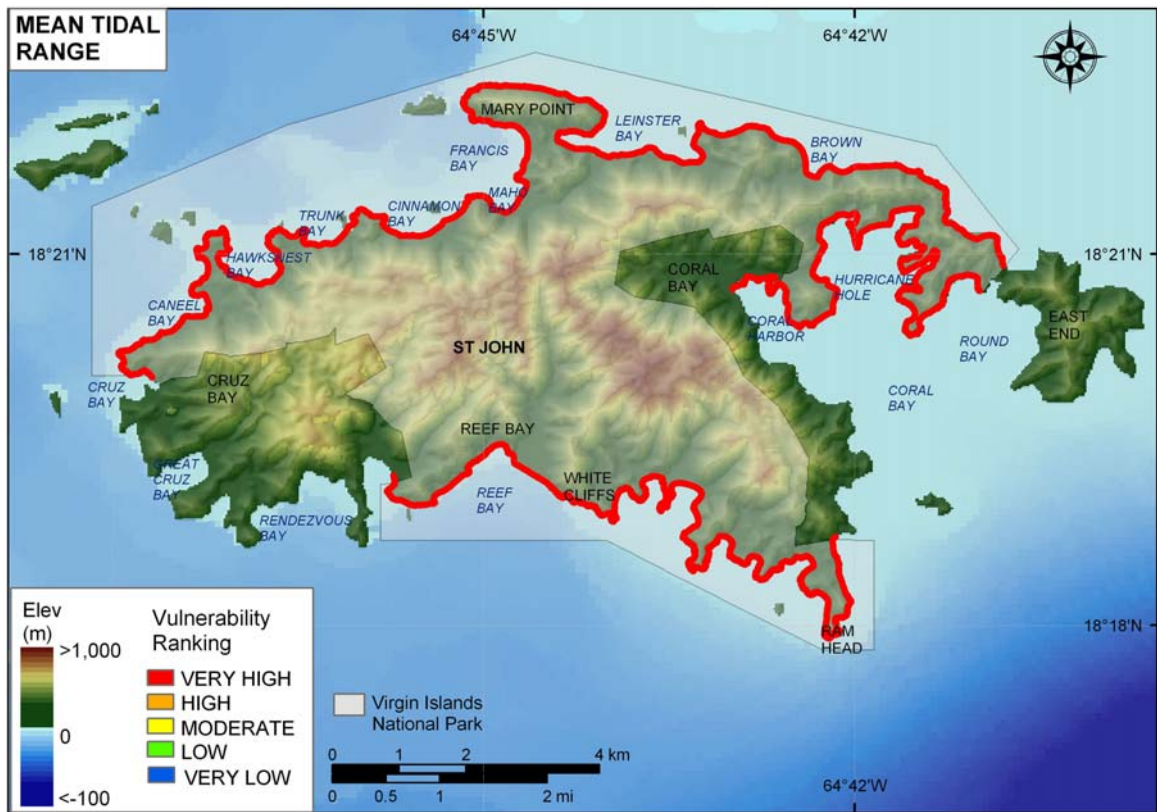 MEAN TIDAL
RANGE
64°45'W
64°42'W
MARY POINT
LEINSTER
BAY
BROWN
BAY
FRANCIS
BAY
MAHO
BAY
CINNAMON
BAY
TRUNK
BAY
HAWKSNEST
BAY
18°21'N
18°21'N
CANEEL
BAY
CORAL
BAY
HURRICANE
HOLE
CORAL
HARBOR
EAST
END
ROUND
BAY
ST JOHN
CRUZ
BAY
CRUZ
BAY
CORAL
BAY
REEF BAY
GREAT
CRUZ
BAY
WHITE
CLIFFS
REEF
BAY
RENDEZVOUS
BAY
RAM
HEAD
18°18'N
Elev
(m)
>1,000
0
<-100
Vulnerability
Ranking
VERY HIGH
HIGH
MODERATE
LOW
VERY LOW
Virgin Islands
National Park
0 1 2 4 km
0 0.5 1 2 mi
64°42'W